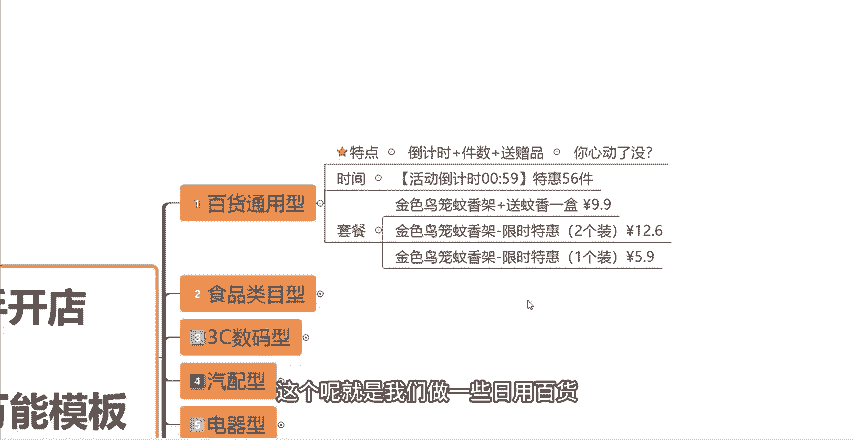 特点 倒计时+件数+送赠品 你心动了没?
时间 【活动倒计时00:59】特惠56件
1 百货通用型
金色鸟笼蚊香架+送蚊香一盒 ¥9.9
套餐 金色鸟笼蚊香架-限时特惠（2个装）¥12.6
金色鸟笼蚊香架-限时特惠（1个装）¥5.9
2 食品类目型
开店
3 3C数码型
4 汽配型
这个呢就是我们做一些日用百货
能模板
5 电器型